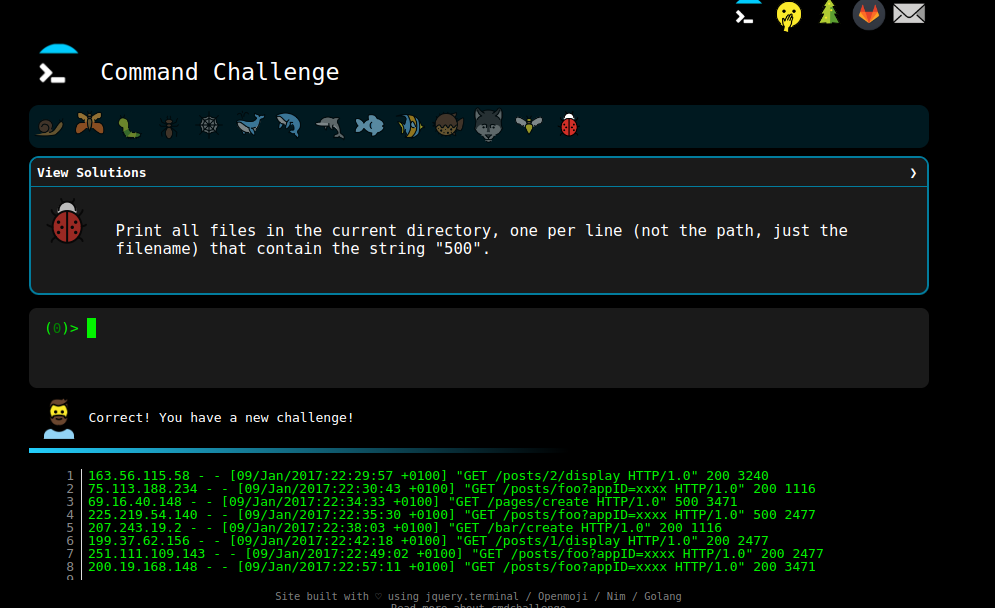 Command Challenge
View Solutions ❯
Print all files in the current directory, one per line (not the path, just the
filename) that contain the string "500".
(0)>
Correct! You have a new challenge!
1 163.56.115.58 - - [09/Jan/2017:22:29:57 +0100] "GET /posts/2/display HTTP/1.0" 200 3240
2 75.113.188.234 - - [09/Jan/2017:22:30:43 +0100] "GET /posts/foo?appID=xxxx HTTP/1.0" 200 1116
3 69.16.40.148 - - [09/Jan/2017:22:34:33 +0100] "GET /pages/create HTTP/1.0" 500 3471
4 225.219.54.140 - - [09/Jan/2017:22:35:30 +0100] "GET /posts/foo?appID=xxxx HTTP/1.0" 500 2477
5 207.243.19.2 - - [09/Jan/2017:22:38:03 +0100] "GET /bar/create HTTP/1.0" 200 1116
6 199.37.62.156 - - [09/Jan/2017:22:42:18 +0100] "GET /posts/1/display HTTP/1.0" 200 2477
7 251.111.109.143 - - [09/Jan/2017:22:49:02 +0100] "GET /posts/foo?appID=xxxx HTTP/1.0" 200 2477
8 200.19.168.148 - - [09/Jan/2017:22:57:11 +0100] "GET /posts/foo?appID=xxxx HTTP/1.0" 200 3471
9
Site built with ♡ using jquery.terminal / Openmoji / Nim / Golang
Read more about cmdchallenge